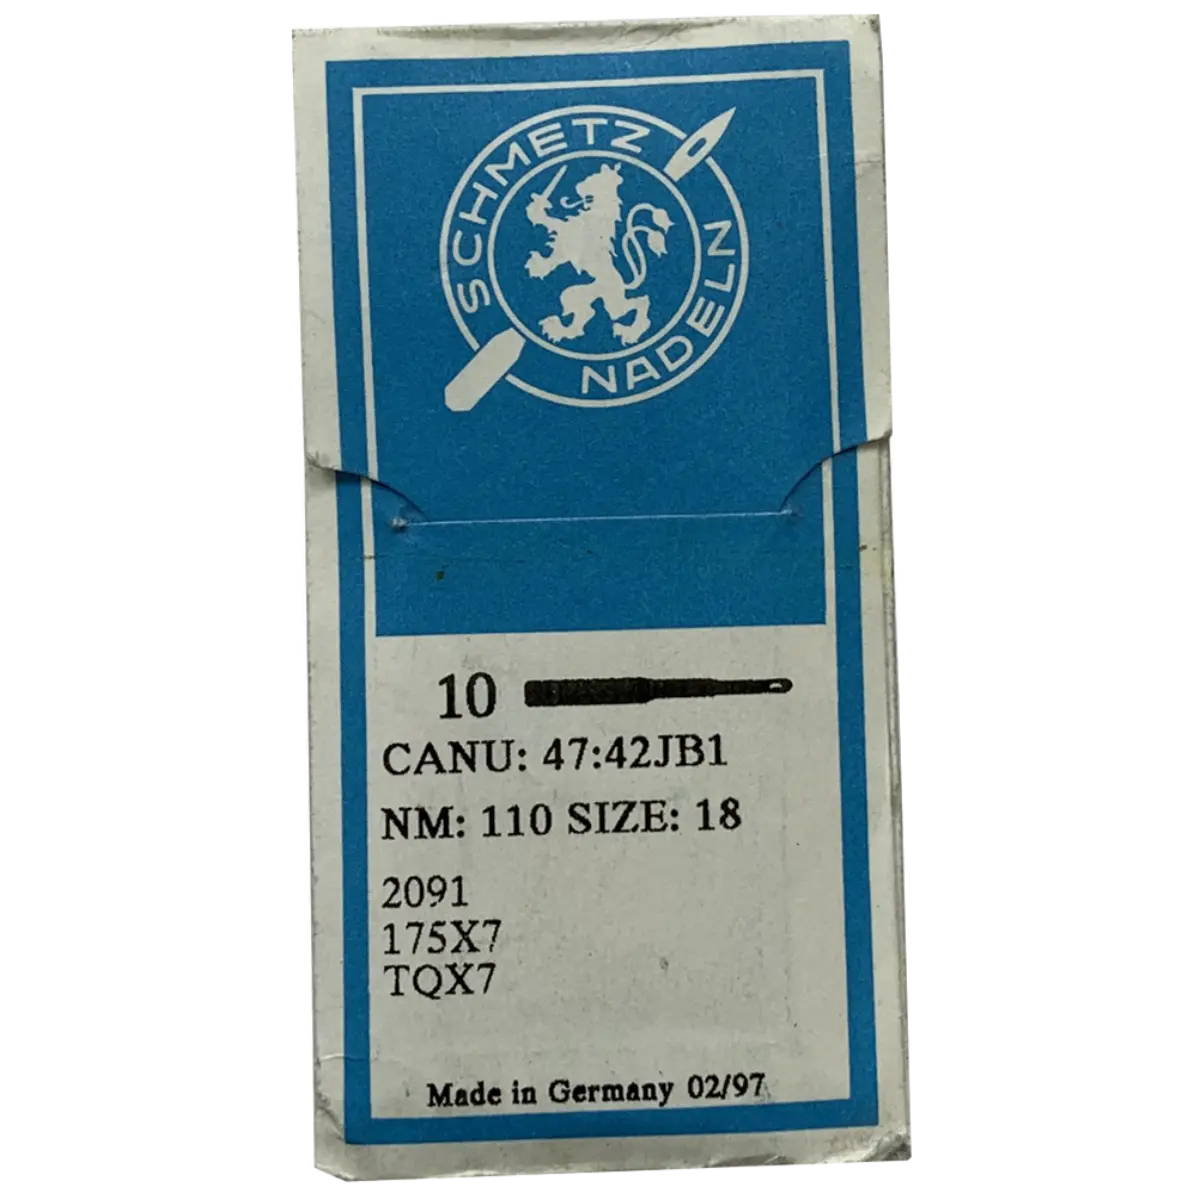 SCHMETZ
NADELN
10
CANU: 47:42JB1
NM: 110 SIZE: 18
2091
175X7
TQX7
Made in Germany 02/97